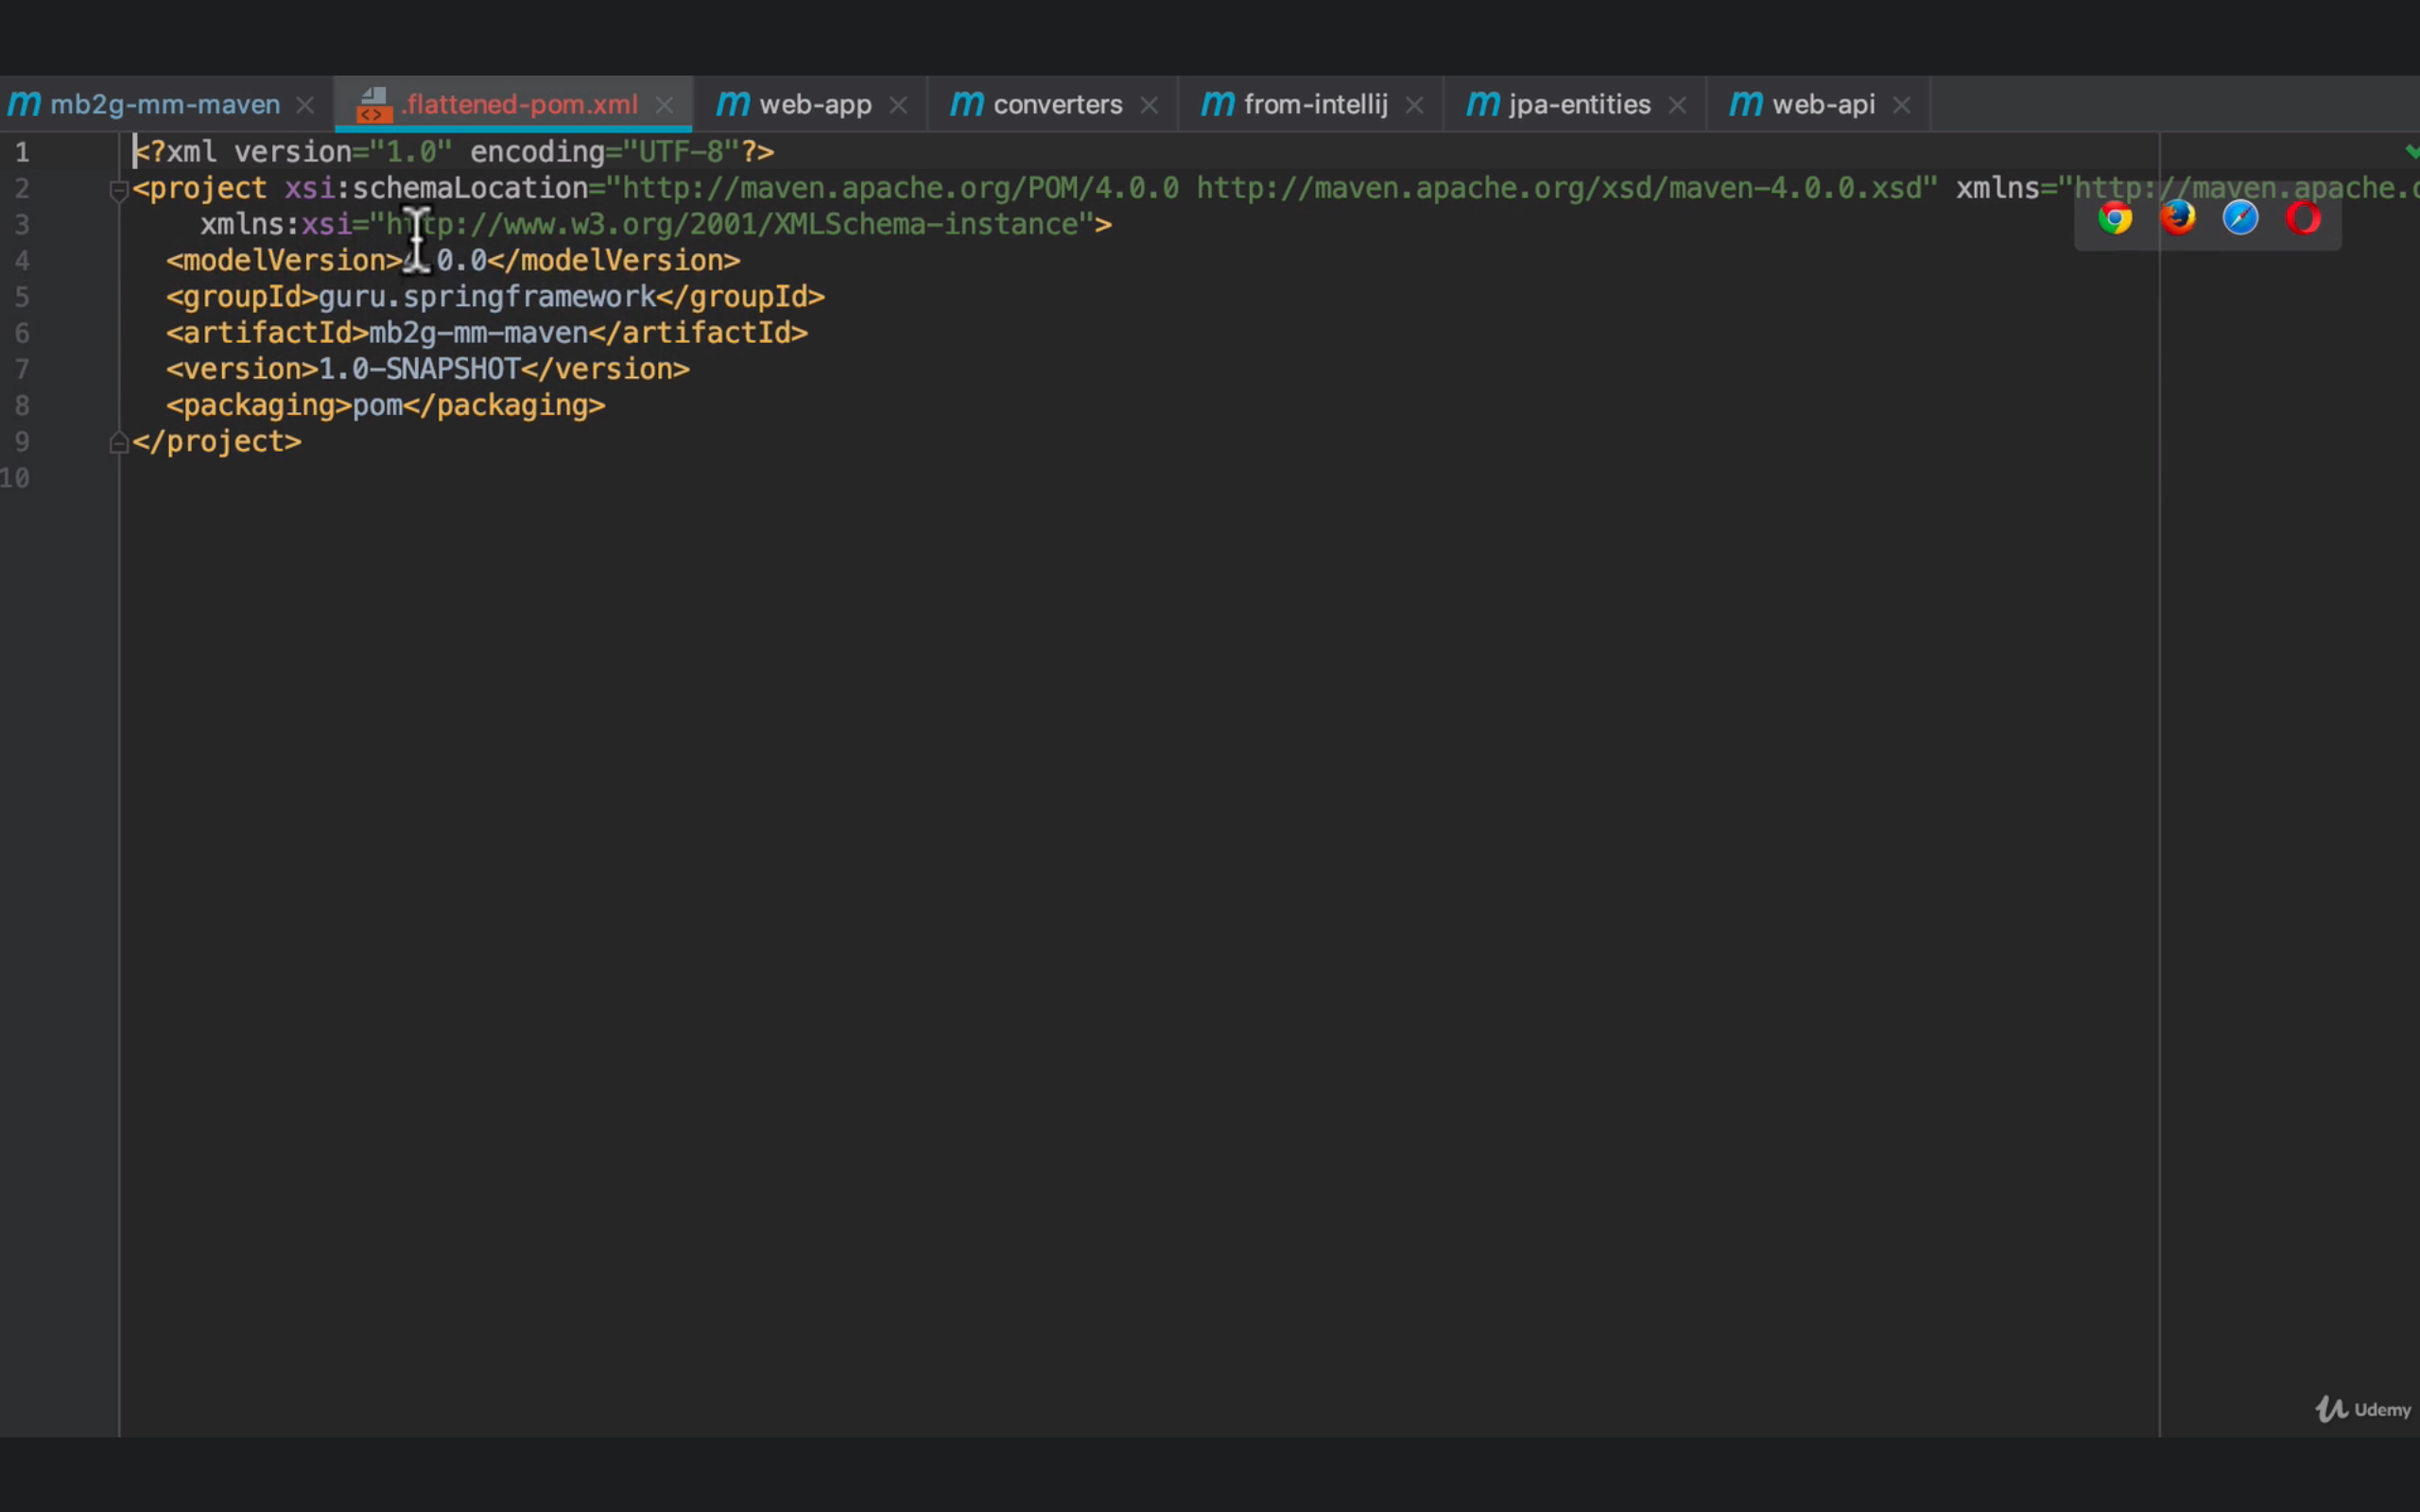 mb2g-mm-maven .flattened-pom.xml web-app converters from-intellij jpa-entities web-api
1 <?xml version="1.0" encoding="UTF-8"?>
2 <project xsi:schemaLocation="http://maven.apache.org/POM/4.0.0 http://maven.apache.org/xsd/maven-4.0.0.xsd" xmlns="http://maven.apache.
3 xmlns:xsi="http://www.w3.org/2001/XMLSchema-instance">
4 <modelVersion>4.0.0</modelVersion>
5 <groupId>guru.springframework</groupId>
6 <artifactId>mb2g-mm-maven</artifactId>
7 <version>1.0-SNAPSHOT</version>
8 <packaging>pom</packaging>
9 </project>
10
Udemy